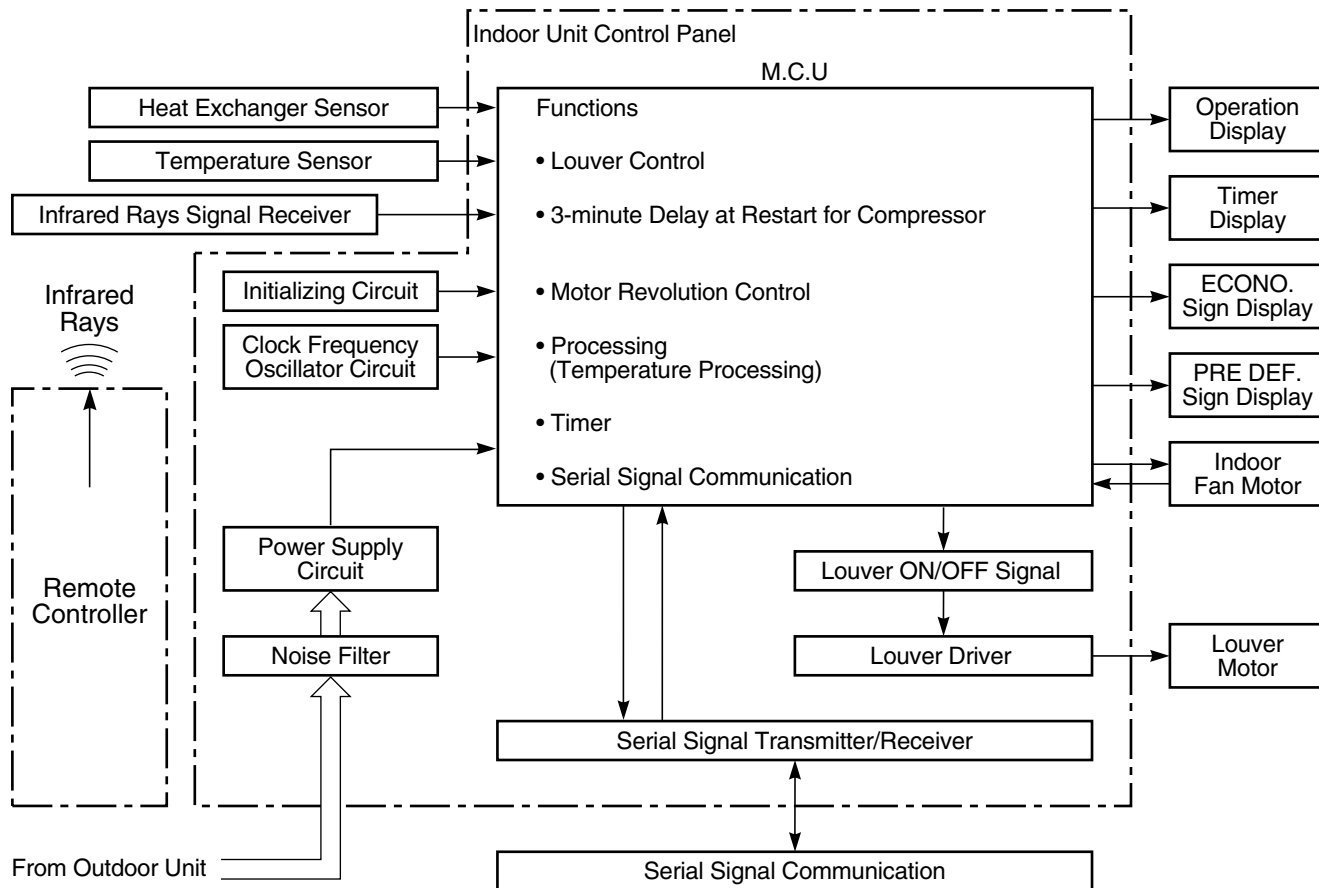 Indoor Unit Control Panel
M.C.U
Heat Exchanger Sensor
Temperature Sensor
Infrared Rays Signal Receiver
Initializing Circuit
Clock Frequency
Oscillator Circuit
Power Supply
Circuit
Noise Filter
From Outdoor Unit
Infrared
Rays
Remote
Controller
Functions
• Louver Control
• 3-minute Delay at Restart for Compressor
• Motor Revolution Control
• Processing
(Temperature Processing)
• Timer
• Serial Signal Communication
Louver ON/OFF Signal
Louver Driver
Serial Signal Transmitter/Receiver
Serial Signal Communication
Operation
Display
Timer
Display
ECONO.
Sign Display
PRE DEF.
Sign Display
Indoor
Fan Motor
Louver
Motor